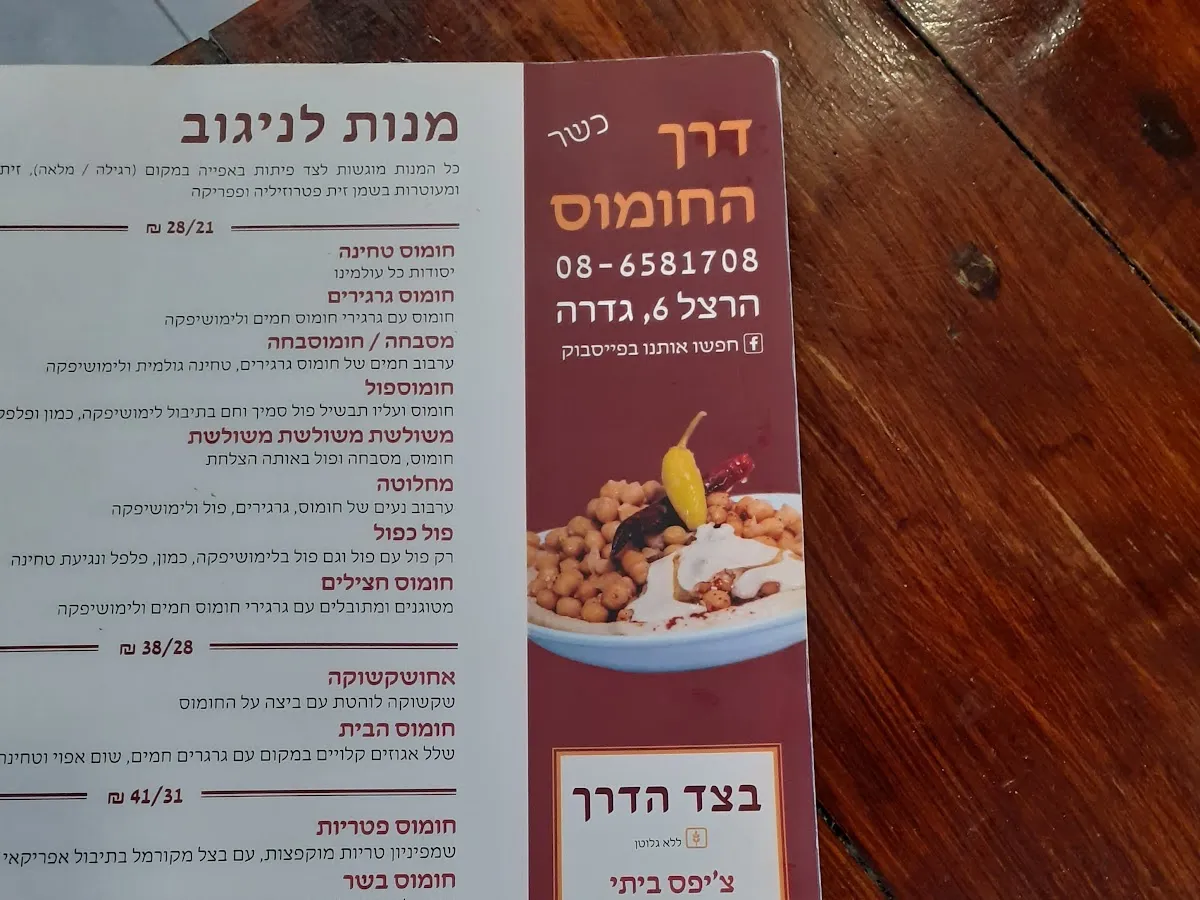 מנות לניגוב
כל המנות מוגשות לצד פיתות באפייה במקום (רגילה / מלאה),
ומעוטרות בשמן זית פטרוזיליה ופפריקה
28/21 ₪
חומוס טחינה
יסודות כל עולמינו
חומוס גרגירים
חומוס עם גרגירי חומוס חמים ולימושיפקה
מסבחה / חומוסבחה
ערבוב חמים של חומוס גרגירים, טחינה גולמית ולימושיפקה
חומוספול
חומוס ועליו תבשיל פול סמיך וחם בתיבול לימושיפקה, כמון ופלפל
משולשת משולשת משולשת
חומוס, מסבחה ופול באותה הצלחת
מחלוטה
ערבוב נעים של חומוס, גרגירים, פול ולימושיפקה
פול כפול
רק פול עם פול וגם פול בלימושיפקה, כמון, פלפל ונגיעת טחינה
חומוס חצילים
מטוגנים ומתובלים עם גרגירי חומוס חמים ולימושיפקה
38/28 ₪
אחושקשוקה
שקשוקה לוהטת עם ביצה על החומוס
חומוס הבית
שלל אגוזים קלויים במקום עם גרגרים חמים, שום אפוי וטחינה
41/31 ₪
חומוס פטריות
שמפיניון טריות מוקפצות, עם בצל מקורמל בתיבול אפריקאי
חומוס בשר
כשר
דרך
החומוס
08-6581708
הרצל 6, גדרה
חפשו אותנו בפייסבוק
בצד הדרך
ללא גלוטן
צ'יפס ביתי